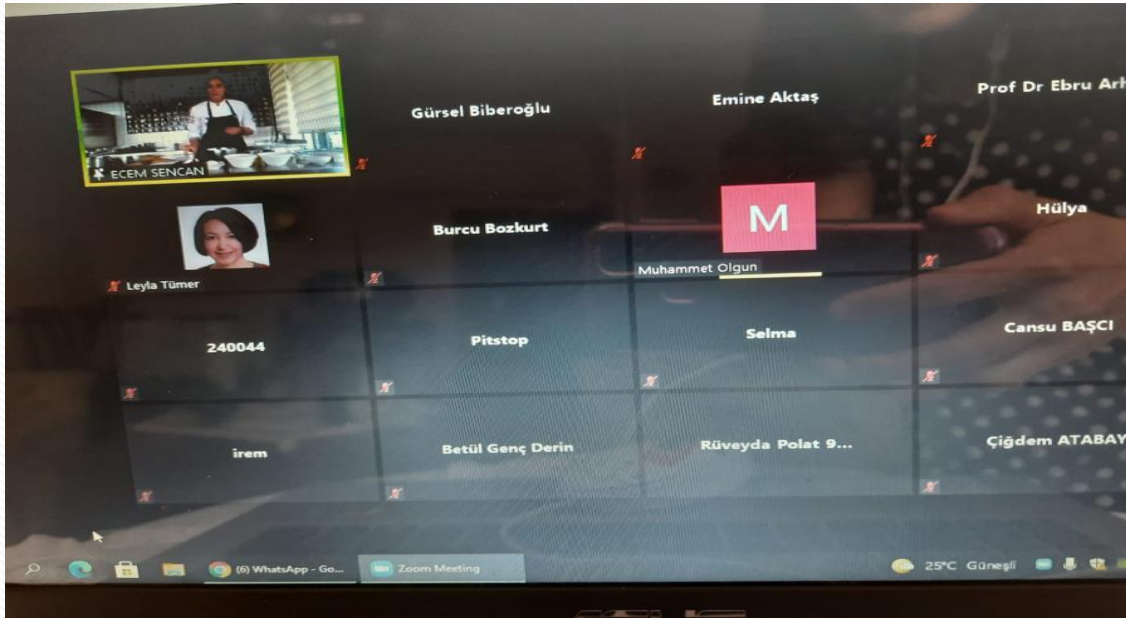 ECEM SENCAN
Gürsel Biberoğlu
Emine Aktaş
Prof Dr Ebru
Leyla Tümer
Burcu Bozkurt
M
Muhammet Olgun
Hülya
240044
Pitstop
Selma
Cansu BAŞCI
irem
Betül Genç Derin
Rüveyda Polat 9...
Çiğdem ATABAY
(6) WhatsApp - Go...
Zoom Meeting
25°C Güneşli